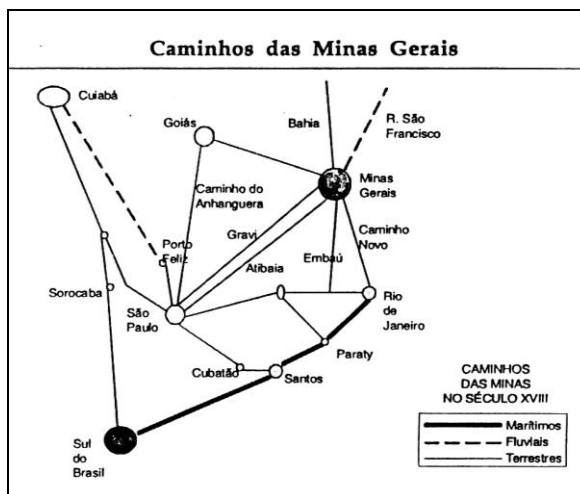 Caminhos das Minas Gerais
Cuiabá
Goiás
Bahia
R. São
Francisco
Minas
Gerais
Caminho do
Anhanguera
Gravi
Caminho
Novo
Porto
Feliz
Atibaia
Embaú
Sorocaba
São
Paulo
Rio
de
Janeiro
Paraty
Cubatão
Santos
Sul
do
Brasil
CAMINHOS
DAS MINAS
NO SÉCULO XVIII
Marítimos
Fluviais
Terrestres